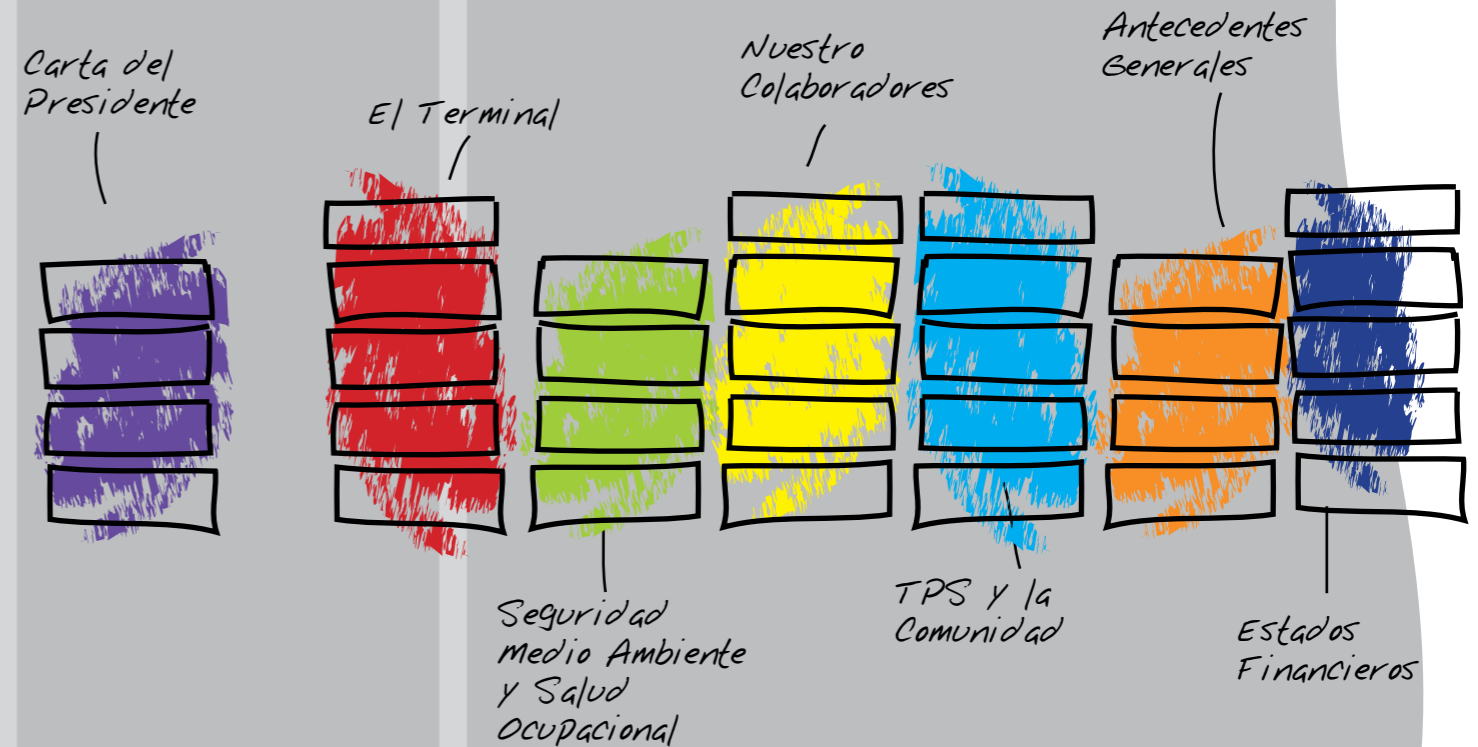 Carta del
Presidente
El Terminal
Seguridad
Medio Ambiente
y Salud
Ocupacional
Nuestro
Colaboradores
TPS y la
Comunidad
Antecedentes
Generales
Estados
Financieros